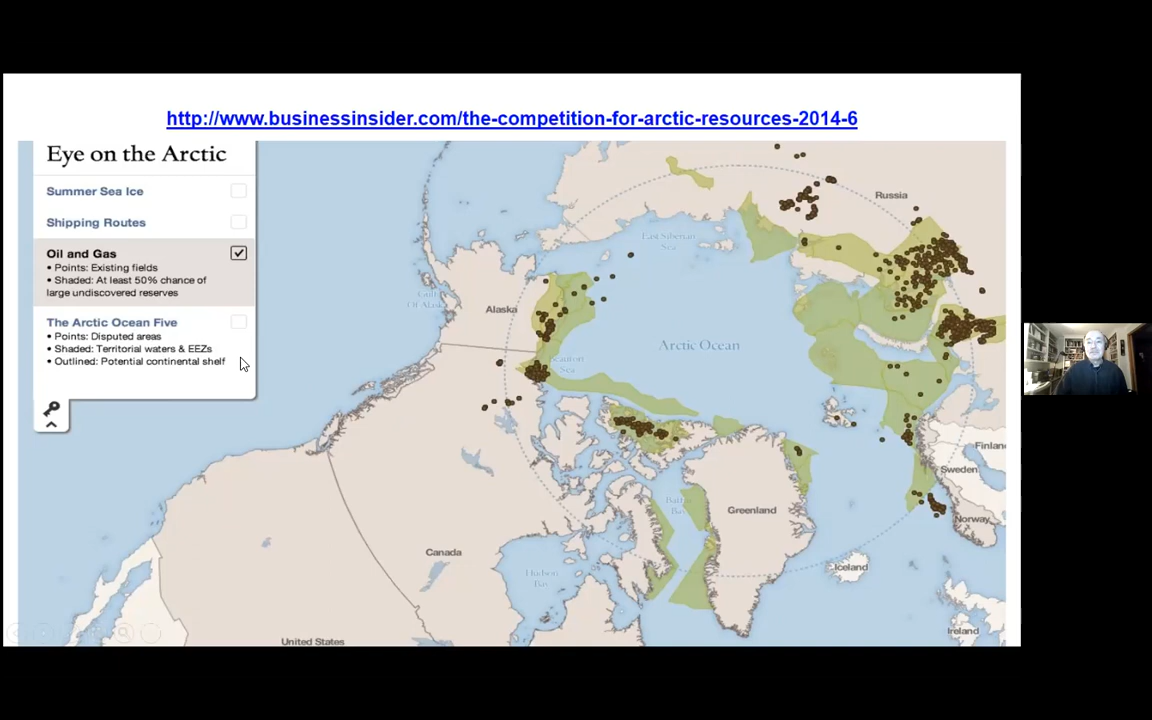 http://www.businessinsider.com/the-competition-for-arctic-resources-2014-6
Eye on the Arctic
Summer Sea Ice
Shipping Routes
Oil and Gas
• Points: Existing fields
• Shaded: At least 50% chance of
large undiscovered reserves
The Arctic Ocean Five
• Points: Disputed areas
• Shaded: Territorial waters & EEZs
• Outlined: Potential continental shelf
Russia
East Siberian
Sea
Gulf
Of Alaska
Alaska
Arctic Ocean
Beaufort
Sea
Finlan
Sweden
Norway
Baffin
Bay
Greenland
Canada
Iceland
Hudson
Bay
Ireland
United States